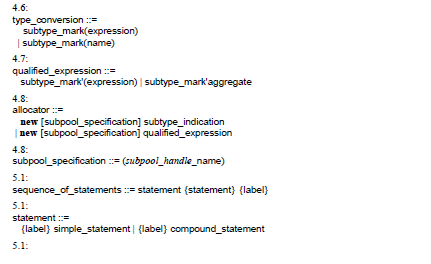 4.6:
type_conversion ::=
subtype_mark(expression)
| subtype_mark(name)
4.7:
qualified_expression ::=
subtype_mark'(expression) | subtype_mark'aggregate
4.8:
allocator ::=
new [subpool_specification] subtype_indication
| new [subpool_specification] qualified_expression
4.8:
subpool_specification ::= (subpool_handle_name)
5.1:
sequence_of_statements ::= statement {statement} {label}
5.1:
statement ::=
{label} simple_statement | {label} compound_statement
5.1: